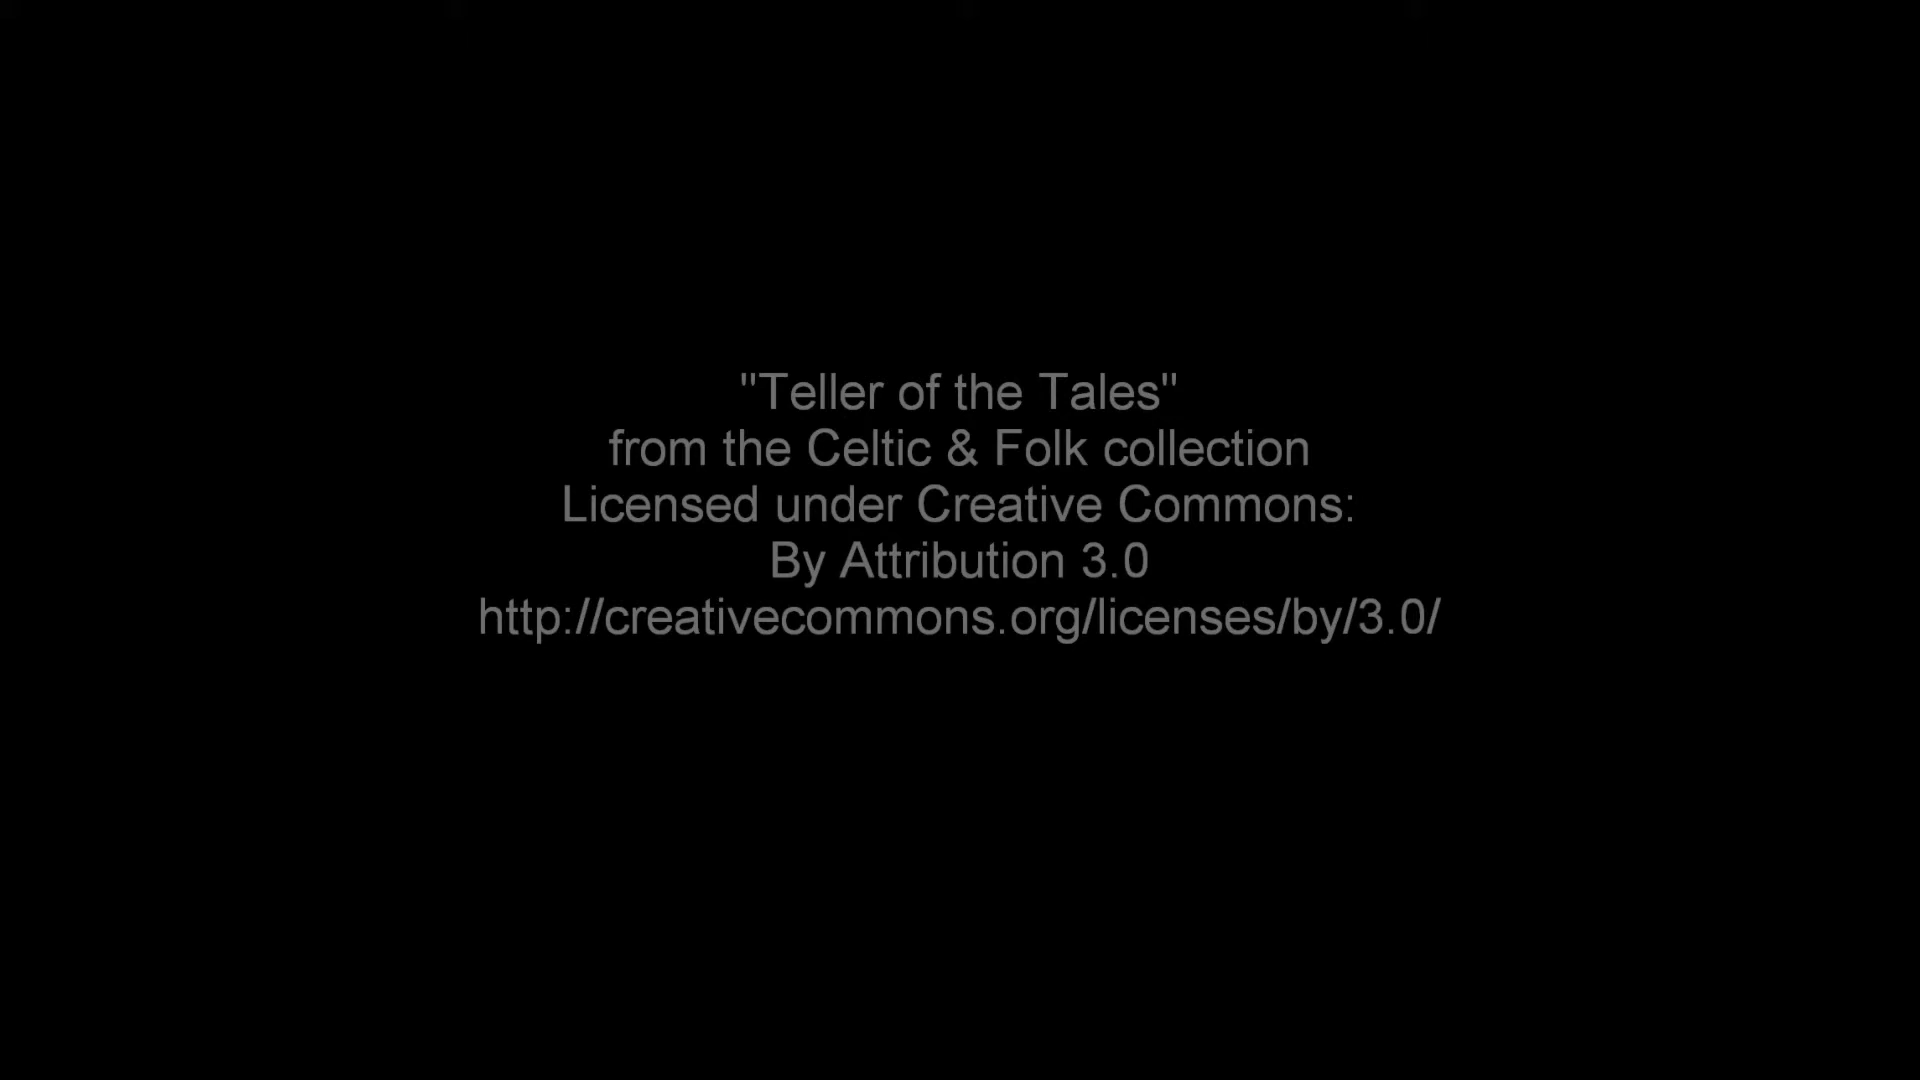 "Teller of the Tales"
from the Celtic & Folk collection
Licensed under Creative Commons:
By Attribution 3.0
http://creativecommons.org/licenses/by/3.0/